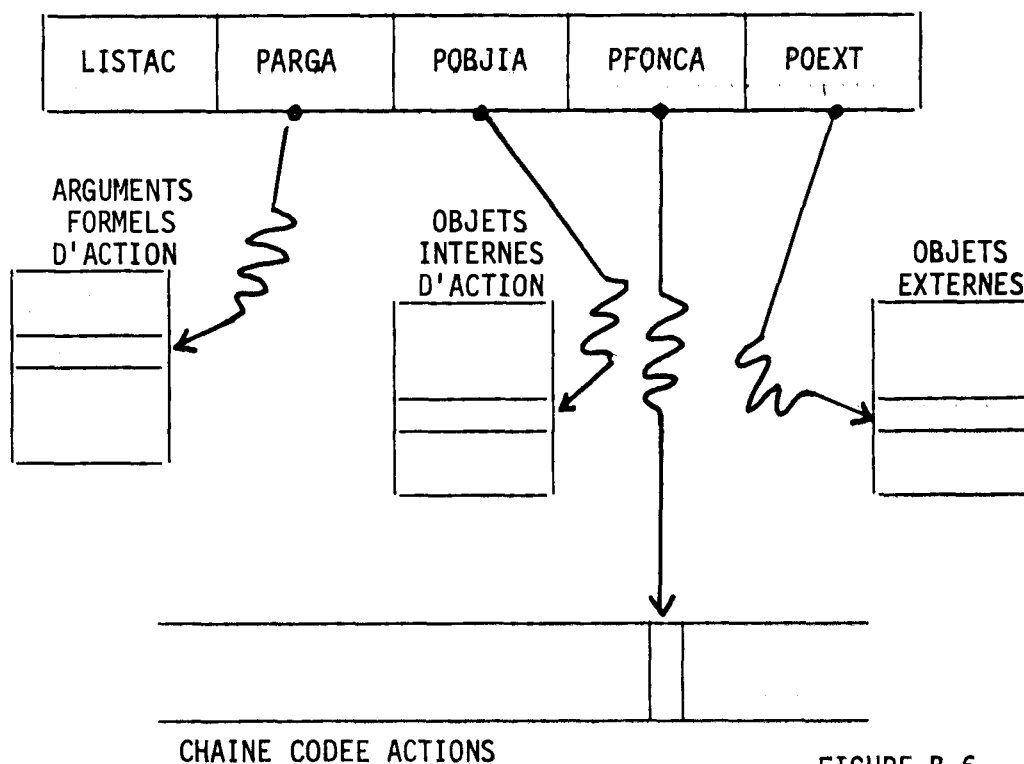 LISTAC PARGA POBJIA PFONCA POEXT
ARGUMENTS
FORMELS
D'ACTION
OBJETS
INTERNES
D'ACTION
OBJETS
EXTERNES
CHAINE CODEE ACTIONS
FIGURE B.6